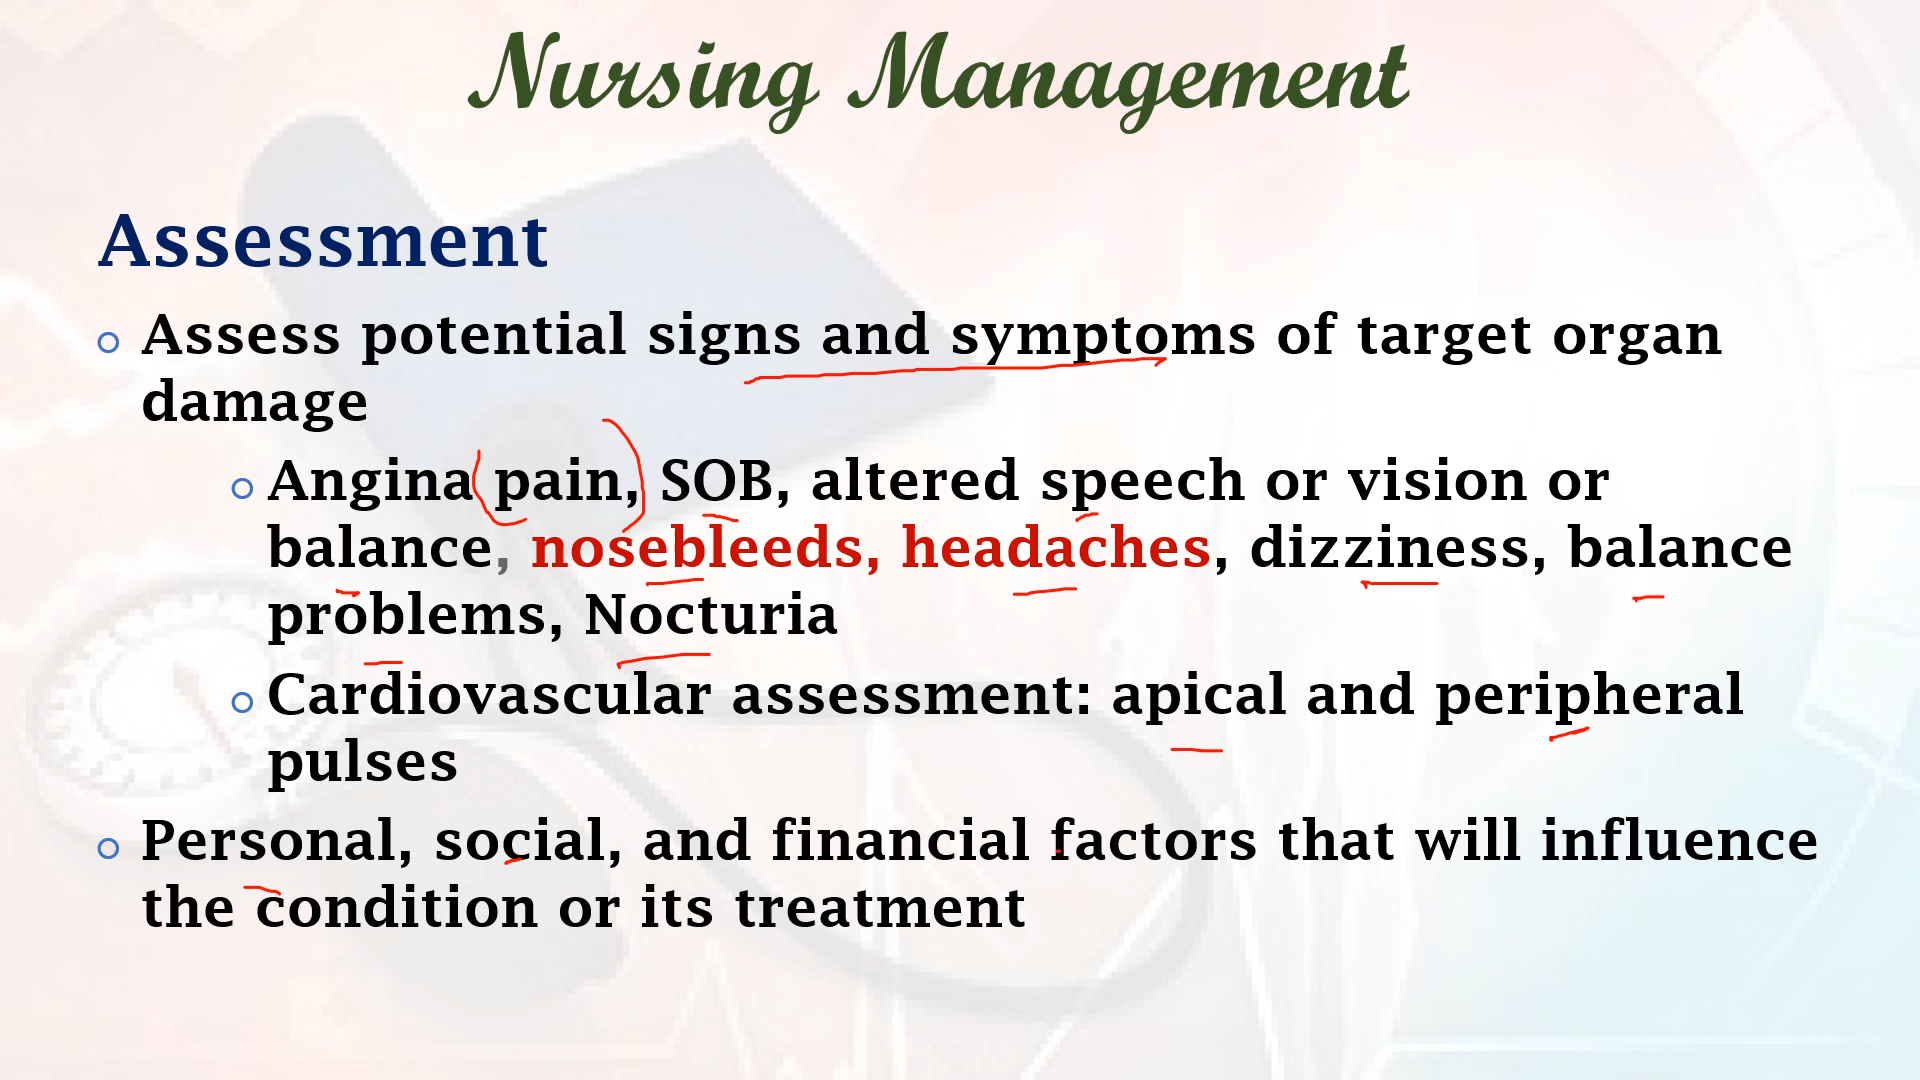 Nursing Management
Assessment
Assess potential signs and symptoms of target organ
damage
Angina pain, SOB, altered speech or vision or
balance, nosebleeds, headaches, dizziness, balance
problems, Nocturia
Cardiovascular assessment: apical and peripheral
pulses
Personal, social, and financial factors that will influence
the condition or its treatment